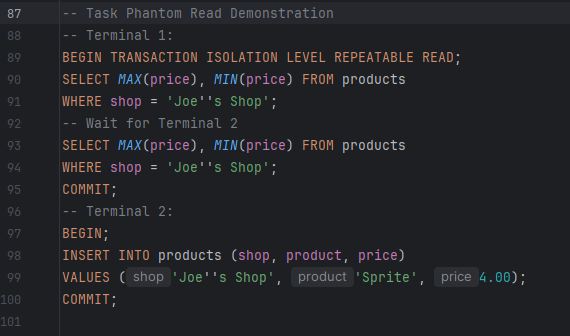 87 -- Task Phantom Read Demonstration
88 -- Terminal 1:
89 BEGIN TRANSACTION ISOLATION LEVEL REPEATABLE READ;
90 SELECT MAX(price), MIN(price) FROM products
91 WHERE shop = 'Joe''s Shop';
92 -- Wait for Terminal 2
93 SELECT MAX(price), MIN(price) FROM products
94 WHERE shop = 'Joe''s Shop';
95 COMMIT;
96 -- Terminal 2:
97 BEGIN;
98 INSERT INTO products (shop, product, price)
99 VALUES ( shop 'Joe''s Shop', product 'Sprite', price 4.00);
100 COMMIT;
101